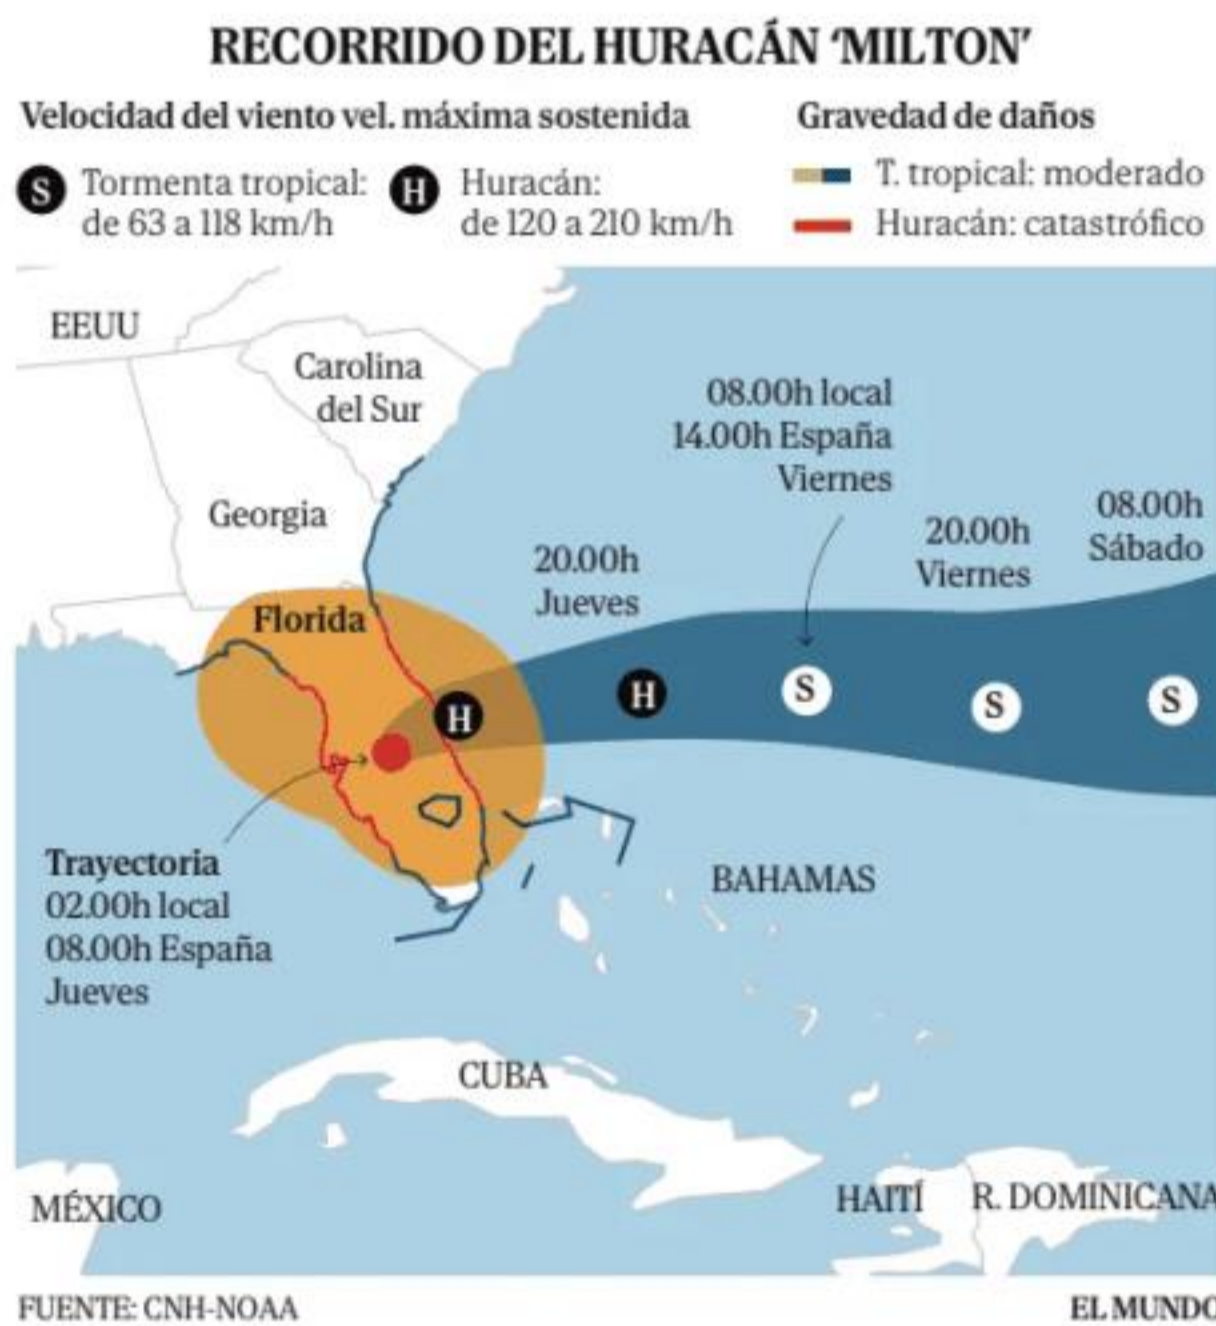 RECORRIDO DEL HURACÁN ‘MILTON’
Velocidad del viento vel. máxima sostenida
S Tormenta tropical:
de 63 a 118 km/h
H Huracán:
de 120 a 210 km/h
Gravedad de daños
T. tropical: moderado
Huracán: catastrófico
EEUU
Carolina
del Sur
Georgia
Florida
08.00h local
14.00h España
Viernes
20.00h
Jueves
20.00h
Viernes
08.00h
Sábado
H
H
S
S
S
Trayectoria
02.00h local
08.00h España
Jueves
BAHAMAS
CUBA
MÉXICO
HAITÍ
R. DOMINICANA
FUENTE: CNH-NOAA
EL MUNDO